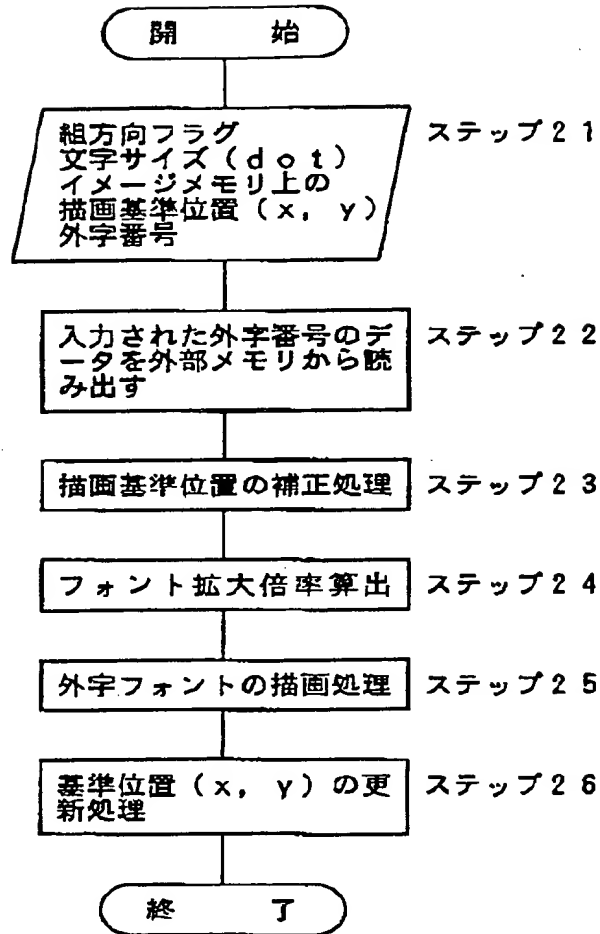 開 始
組方向フラグ ステップ21
文字サイズ（dot）
イメージメモリ上の
描画基準位置（x，y）
外字番号
入力された外字番号のデ ステップ22
ータを外部メモリから読
み出す
描画基準位置の補正処理 ステップ23
フォント拡大倍率算出 ステップ24
外字フォントの描画処理 ステップ25
基準位置（x，y）の更 ステップ26
新処理
終 了